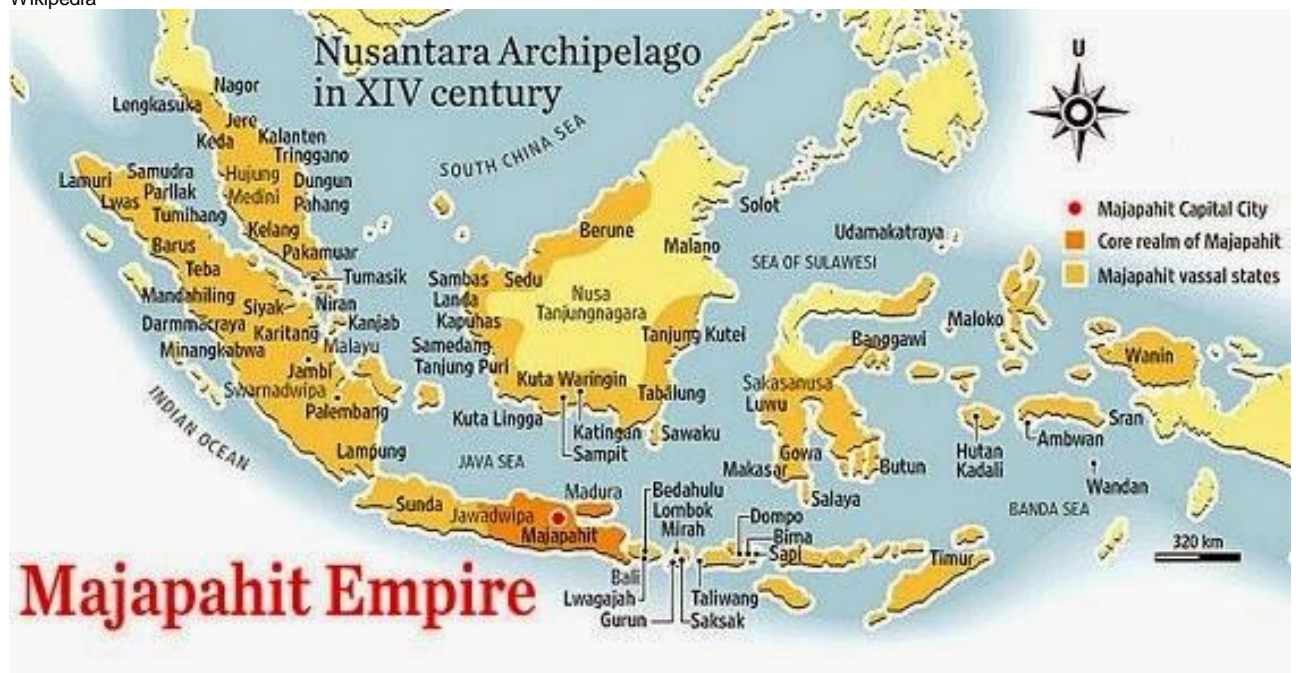 Wikipedia
Nusantara Archipelago
in XIV century
U
Nagor
Lengkasuka
Jere
Keda
Kalanten
Tringgano
SOUTH CHINA SEA
Samudra
Hujung
Dungun
Lamuri
Parllak
Medini
Pahang
Lwas
Tumihang
Solot
Majapahit Capital City
Kelang
Berune
Udamakatraya
Core realm of Majapahit
Barus
Pakamuar
Malano
SEA OF SULAWESI
Majapahit vassal states
Teba
Tumasik
Sambas
Sedu
Mandahiling
Siyak
Niran
Landa
Nusa
Tanjungnagara
Kapuhas
Maloko
Darmmacraya
Karitang
Kanjab
Tanjung Kutei
Banggawi
Minangkabwa
Malayu
Samedang
Wanin
Jambi
Tanjung Puri
Kuta Waringin
Sakasanusa
Swarnadwipa
Tabalung
Luwu
INDIAN OCEAN
Palembang
Kuta Lingga
Katingan
Sawaku
Sran
Ambwan
Lampung
JAVA SEA
Sampit
Gowa
Hutan
Kadali
Makasar
Butun
Wandan
Sunda
Madura
Bedahulu
Salaya
BANDA SEA
Jawadwipa
Lombok
Dompo
Majapahit
Mirah
Bima
320 km
Sapi
Timur
Bali
Majapahit Empire
Lwagajah
Taliwang
Gurun
Saksak